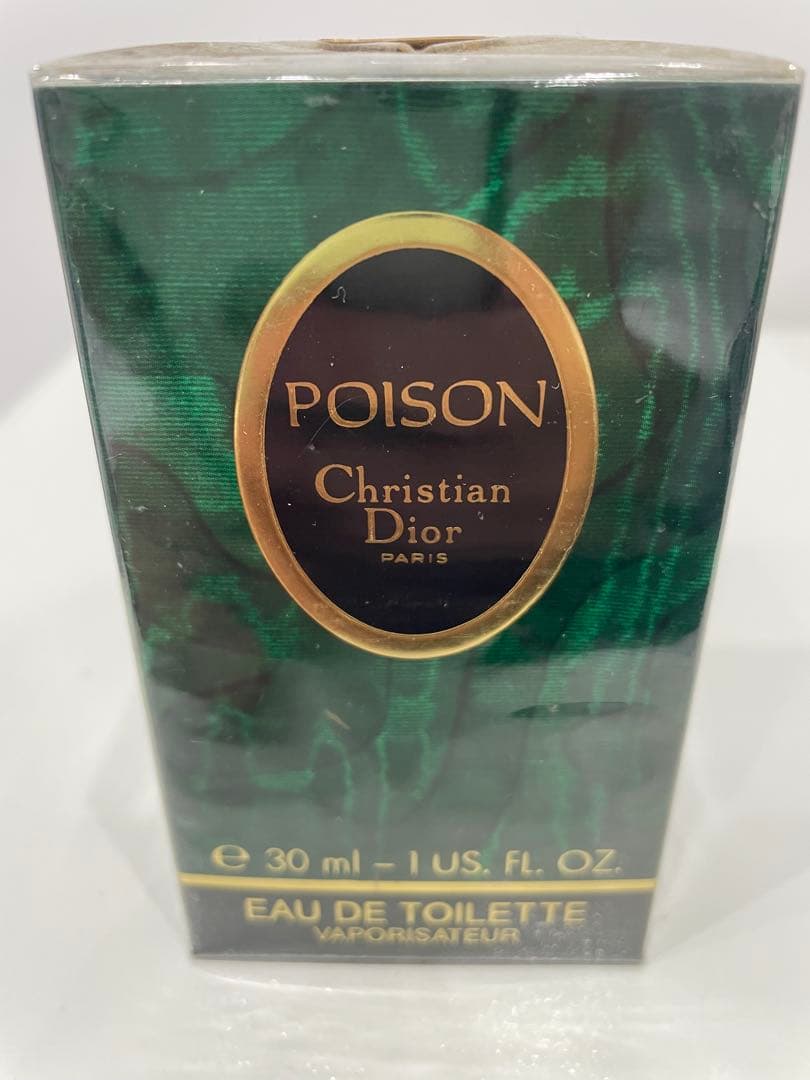 POISON
Christian
Dior
PARIS
℮ 30 ml – 1 US. FL. OZ.
EAU DE TOILETTE
VAPORISATEUR